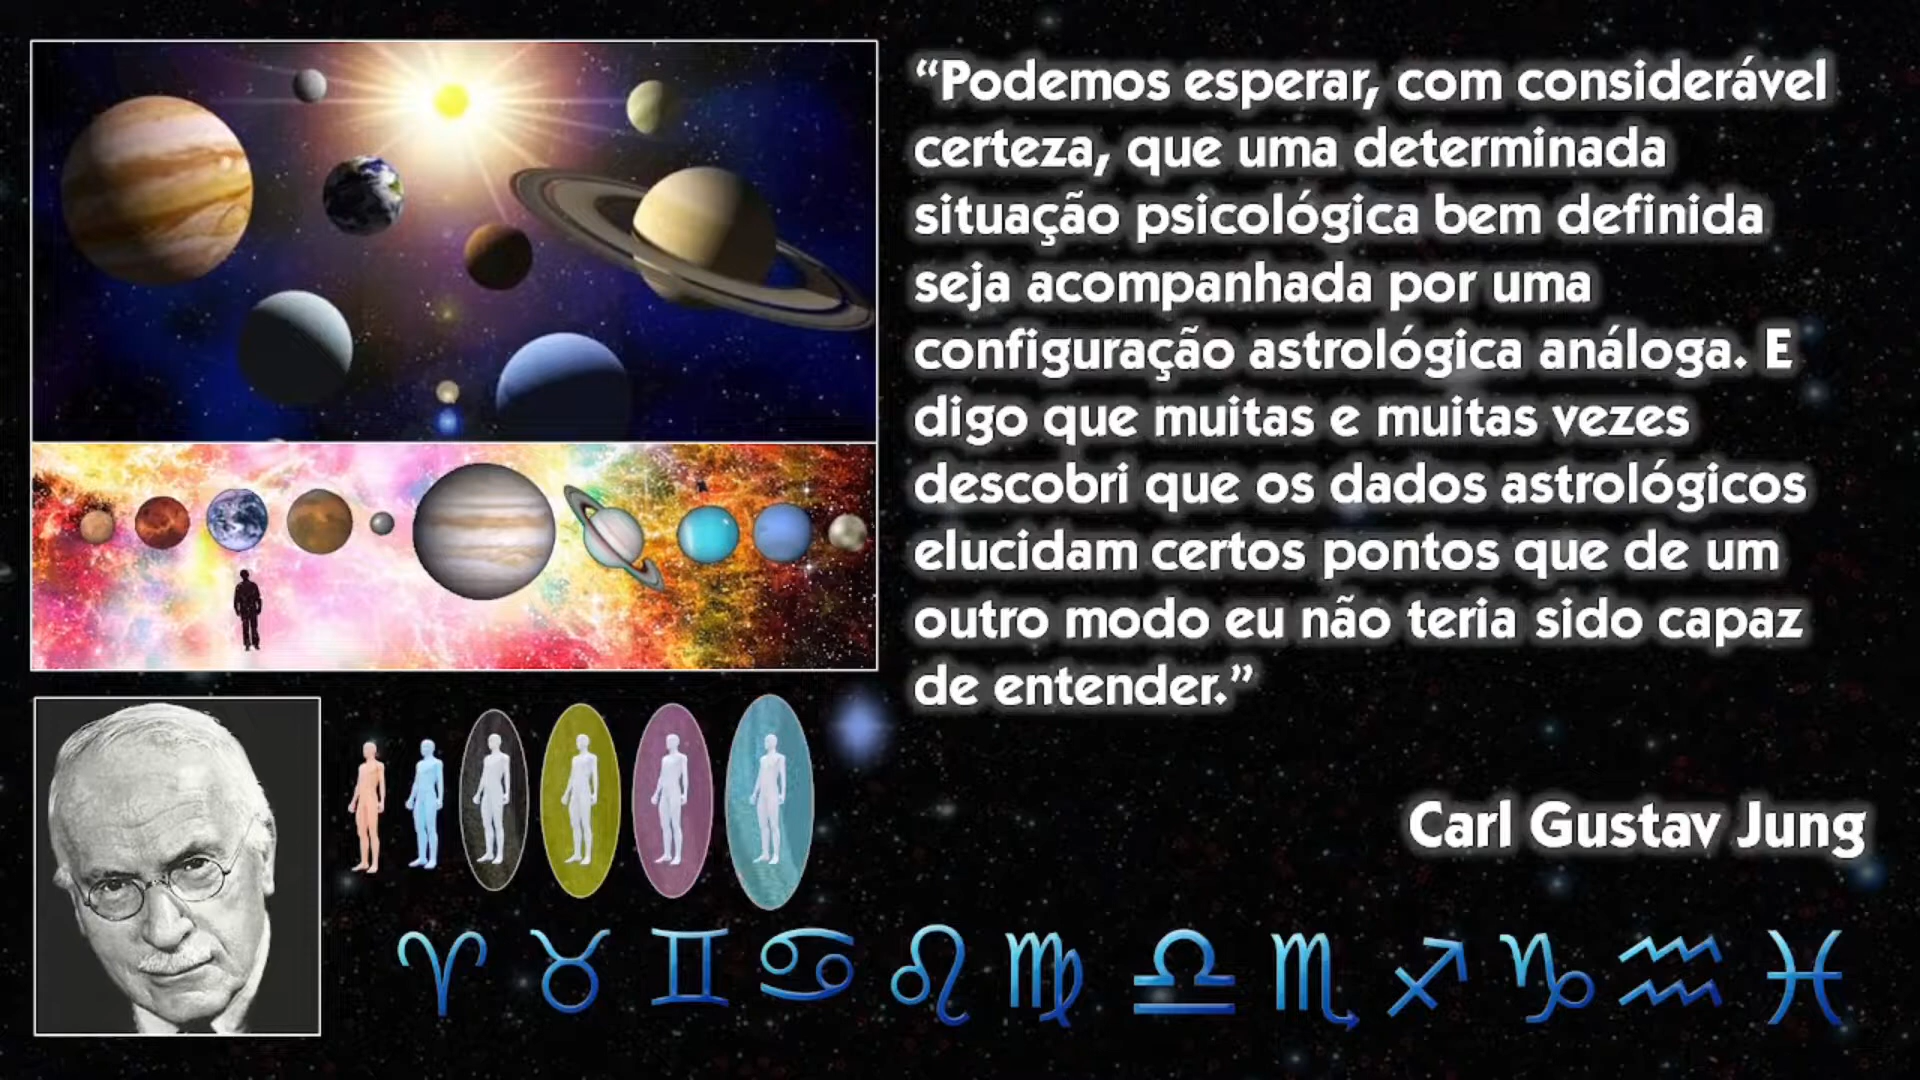 “Podemos esperar, com considerável
certeza, que uma determinada
situação psicológica bem definida
seja acompanhada por uma
configuração astrológica análoga. E
digo que muitas e muitas vezes
descobri que os dados astrológicos
elucidam certos pontos que de um
outro modo eu não teria sido capaz
de entender.”
Carl Gustav Jung
♈ ♉ ♊ ♋ ♌ ♍ ♎ ♏ ♐ ♑ ♒ ♓